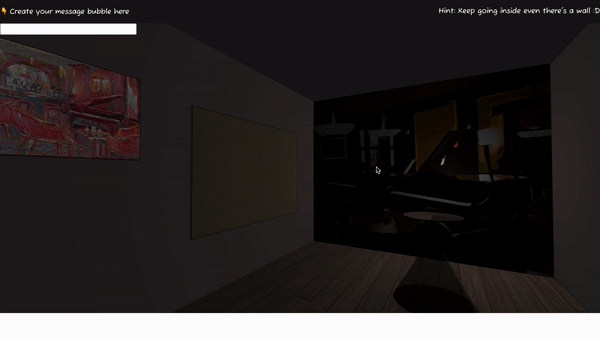 👇 Create your message bubble here
Hint: Keep going inside even there's a wall :D